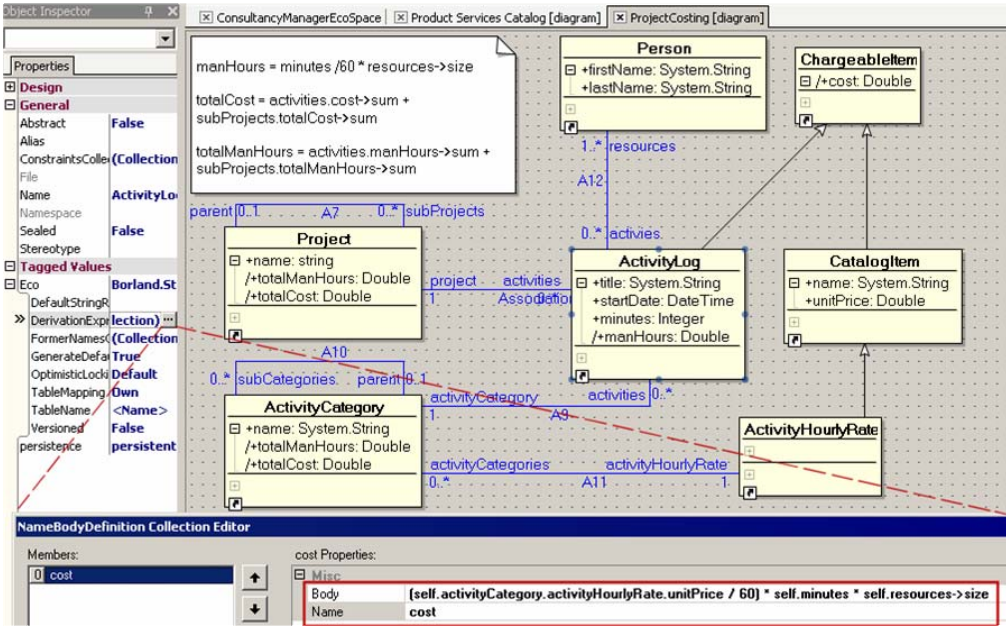 Object Inspector
Properties
Design
General
Abstract False
Alias
ConstraintsColle (Collection
File
Name ActivityLo
Namespace
Sealed False
Stereotype
Tagged Values
Eco Borland.St
DefaultStringR
DerivationExpr lection) ...
FormerNames( (Collection
GenerateDefa True
OptimisticLocki Default
TableMapping Own
TableName <Name>
Versioned False
persistence persistent
ConsultancyManagerEcoSpace
Product Services Catalog [diagram]
ProjectCosting [diagram]
manHours = minutes /60 * resources->size
totalCost = activities.cost->sum +
subProjects.totalCost->sum
totalManHours = activities.manHours->sum +
subProjects.totalManHours->sum
Person
+firstName: System.String
+lastName: System.String
ChargeableItem
/+cost: Double
1..* resources
A12
0..* activies
parent 0..1 A7 0..* subProjects
Project
+name: string
/+totalManHours: Double
/+totalCost: Double
project activities
1
ActivityLog
+title: System.String
+startDate: DateTime
+minutes: Integer
/+manHours: Double
CatalogItem
+name: System.String
+unitPrice: Double
A10
0..* subCategories parent 0..1
ActivityCategory
+name: System.String
/+totalManHours: Double
/+totalCost: Double
activityCategory activities 0..*
1 A9
activityCategories activityHourlyRate
0..* A11 1
ActivityHourlyRate
NameBodyDefinition Collection Editor
Members:
0 cost
cost Properties:
Misc
Body (self.activityCategory.activityHourlyRate.unitPrice / 60) * self.minutes * self.resources->size
Name cost